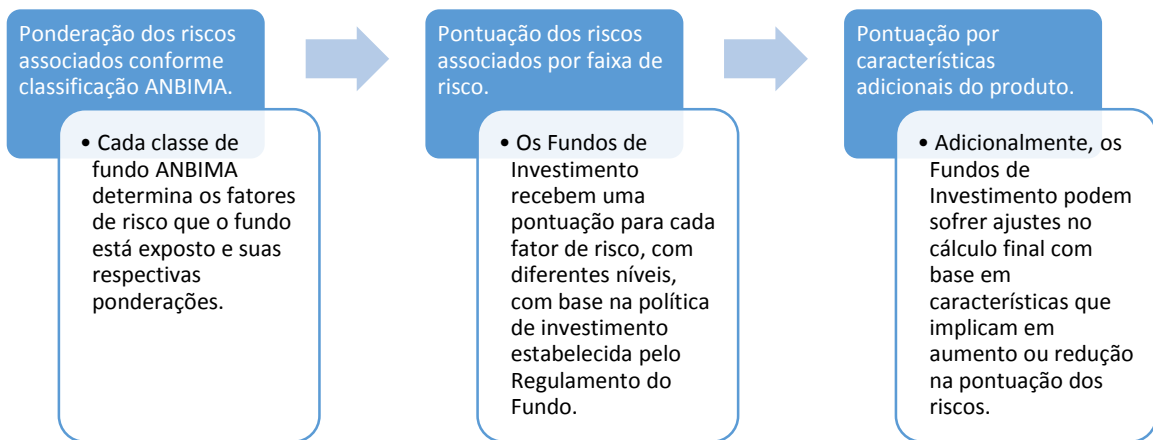 Ponderação dos riscos
associados conforme
classificação ANBIMA.
• Cada classe de
fundo ANBIMA
determina os fatores
de risco que o fundo
está exposto e suas
respectivas
ponderações.
Pontuação dos riscos
associados por faixa de
risco.
• Os Fundos de
Investimento
recebem uma
pontuação para cada
fator de risco, com
diferentes níveis,
com base na política
de investimento
estabelecida pelo
Regulamento do
Fundo.
Pontuação por
características
adicionais do produto.
• Adicionalmente, os
Fundos de
Investimento podem
sofrer ajustes no
cálculo final com
base em
características que
implicam em
aumento ou redução
na pontuação dos
riscos.